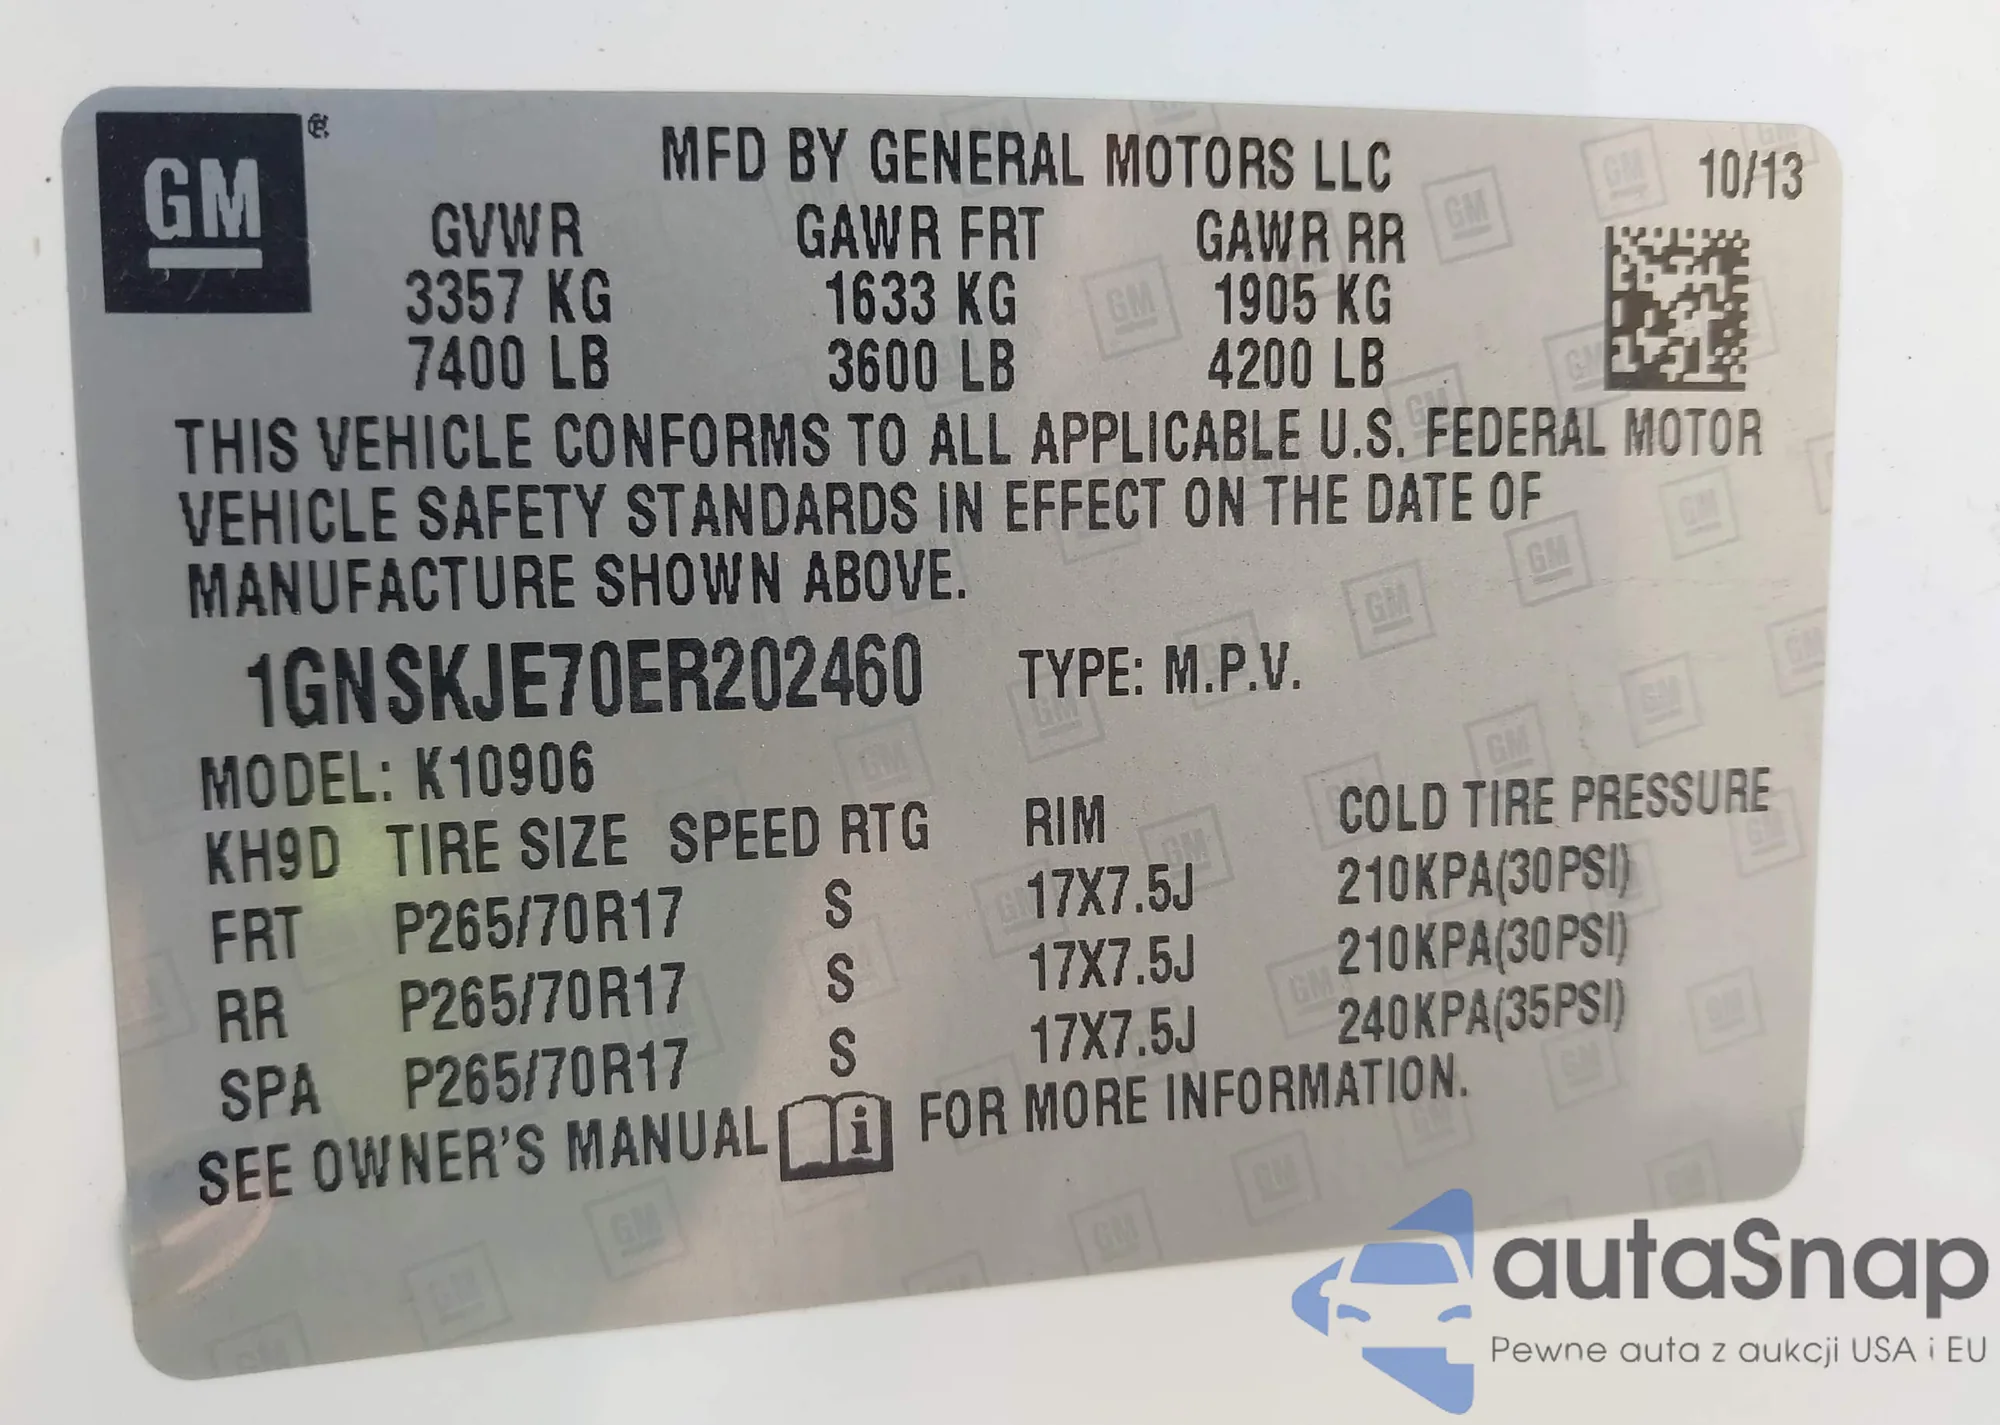 GM
MFD BY GENERAL MOTORS LLC 10/13
GVWR GAWR FRT GAWR RR
3357 KG 1633 KG 1905 KG
7400 LB 3600 LB 4200 LB
THIS VEHICLE CONFORMS TO ALL APPLICABLE U.S. FEDERAL MOTOR
VEHICLE SAFETY STANDARDS IN EFFECT ON THE DATE OF
MANUFACTURE SHOWN ABOVE.
1GNSKJE70ER202460 TYPE: M.P.V.
MODEL: K10906
KH9D TIRE SIZE SPEED RTG RIM COLD TIRE PRESSURE
FRT P265/70R17 S 17X7.5J 210KPA(30PSI)
RR P265/70R17 S 17X7.5J 210KPA(30PSI)
SPA P265/70R17 S 17X7.5J 240KPA(35PSI)
SEE OWNER'S MANUAL i FOR MORE INFORMATION.
autaSnap
Pewne auta z aukcji USA i EU